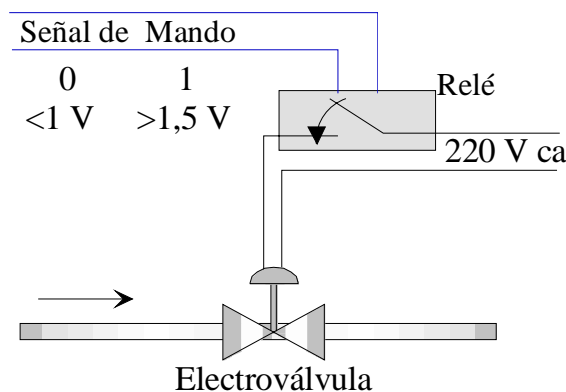 Señal de Mando
0 1
<1 V >1,5 V
Relé
220 V ca
Electroválvula